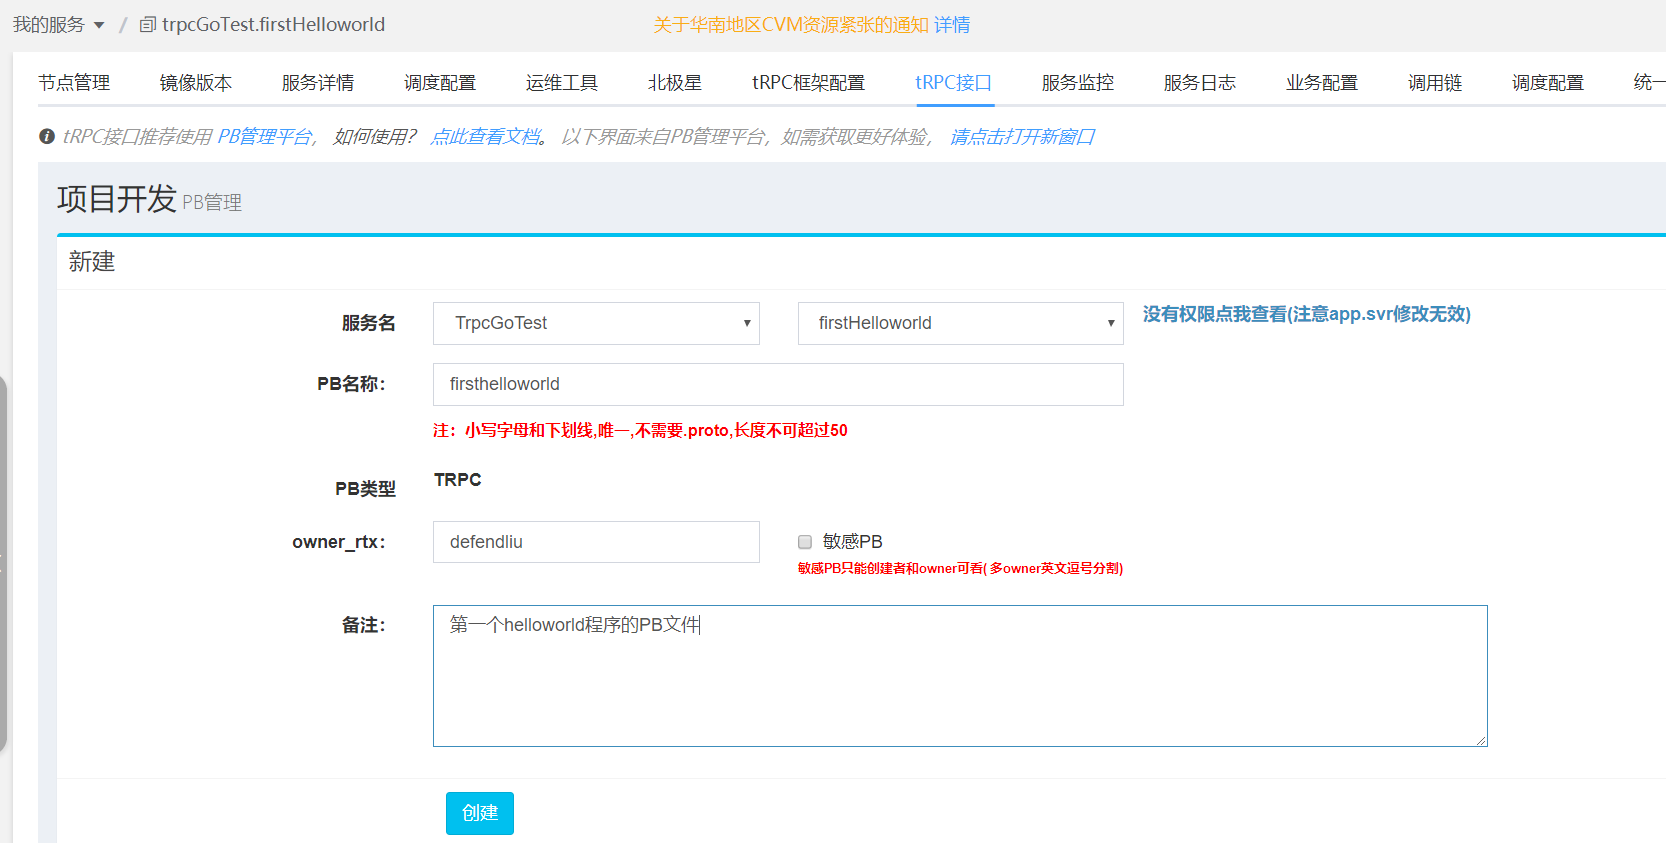 我的服务 / trpcGoTest.firstHelloworld 关于华南地区CVM资源紧张的通知 详情
节点管理 镜像版本 服务详情 调度配置 运维工具 北极星 tRPC框架配置 tRPC接口 服务监控 服务日志 业务配置 调用链 调度配置 统一
tRPC接口推荐使用 PB管理平台， 如何使用？ 点此查看文档。 以下界面来自PB管理平台，如需获取更好体验， 请点击打开新窗口
项目开发 PB管理
新建
服务名 TrpcGoTest firstHelloworld 没有权限点我查看(注意app.svr修改无效)
PB名称： firsthelloworld
注：小写字母和下划线,唯一,不需要.proto,长度不可超过50
PB类型 TRPC
owner_rtx： defendliu 敏感PB
敏感PB只能创建者和owner可看( 多owner英文逗号分割)
备注： 第一个helloworld程序的PB文件
创建